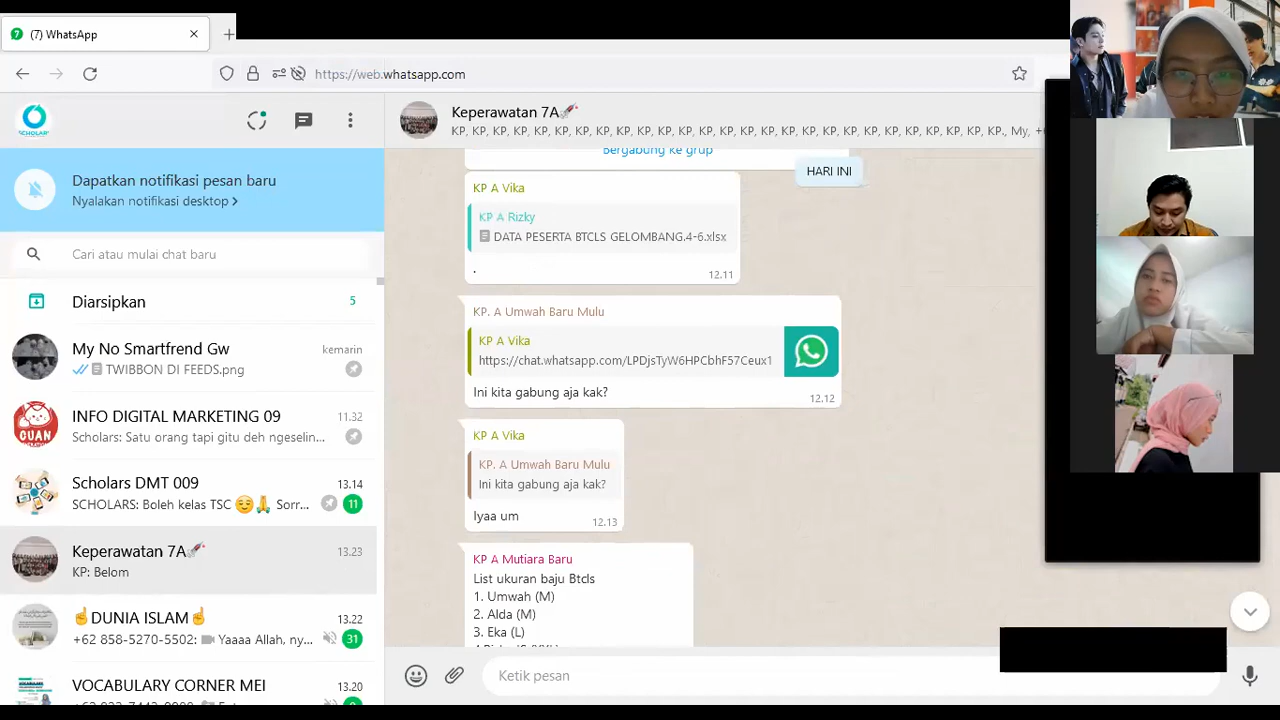 7 (7) WhatsApp
https://web.whatsapp.com
SCHOLAR
Dapatkan notifikasi pesan baru
Nyalakan notifikasi desktop >
Cari atau mulai chat baru
Diarsipkan 5
My No Smartfrend Gw kemarin
TWIBBON DI FEEDS.png
INFO DIGITAL MARKETING 09 11.32
CUAN
Scholars: Satu orang tapi gitu deh ngeselin...
Scholars DMT 009 13.14
SCHOLARS: Boleh kelas TSC 😌🙏 Sorr... 11
Keperawatan 7A🚀 13.23
KP: Belom
☝DUNIA ISLAM☝ 13.22
+62 858-5270-5502: Yaaaa Allah, ny... 31
VOCABULARY CORNER MEI 13.20
Keperawatan 7A🚀
KP, KP, KP, KP, KP, KP, KP, KP, KP, KP, KP, KP, KP, KP, KP, KP, KP, KP, KP, KP, KP, KP, KP, KP, KP, KP, KP., My,
Bergabung ke grup
HARI INI
KP A Vika
KP A Rizky
DATA PESERTA BTCLS GELOMBANG.4-6.xlsx
.
12.11
KP. A Umwah Baru Mulu
KP A Vika
https://chat.whatsapp.com/LPDjsTyW6HPCbhF57Ceux1
Ini kita gabung aja kak?
12.12
KP A Vika
KP. A Umwah Baru Mulu
Ini kita gabung aja kak?
Iyaa um
12.13
KP A Mutiara Baru
List ukuran baju Btcls
1. Umwah (M)
2. Alda (M)
3. Eka (L)
Ketik pesan